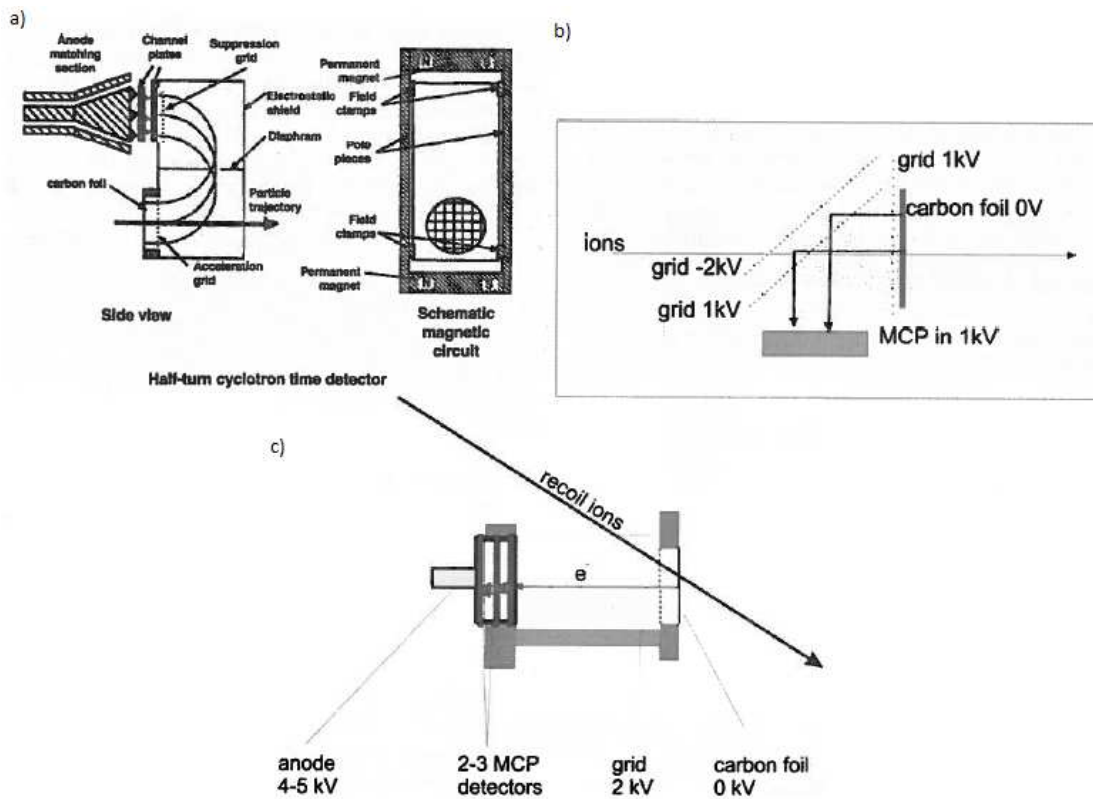 a)
Anode
matching
section
Channel
plates
Suppression
grid
Electrostatic
shield
Diaphram
carbon foil
Particle
trajectory
Acceleration
grid
Side view
N
S
Permanent
magnet
Field
clamps
Pole
pieces
Field
clamps
Permanent
magnet
N
S
Schematic
magnetic
circuit
Half-turn cyclotron time detector
b)
grid 1kV
carbon foil 0V
ions
grid -2kV
grid 1kV
MCP in 1kV
c)
recoil ions
e-
anode
4-5 kV
2-3 MCP
detectors
grid
2 kV
carbon foil
0 kV